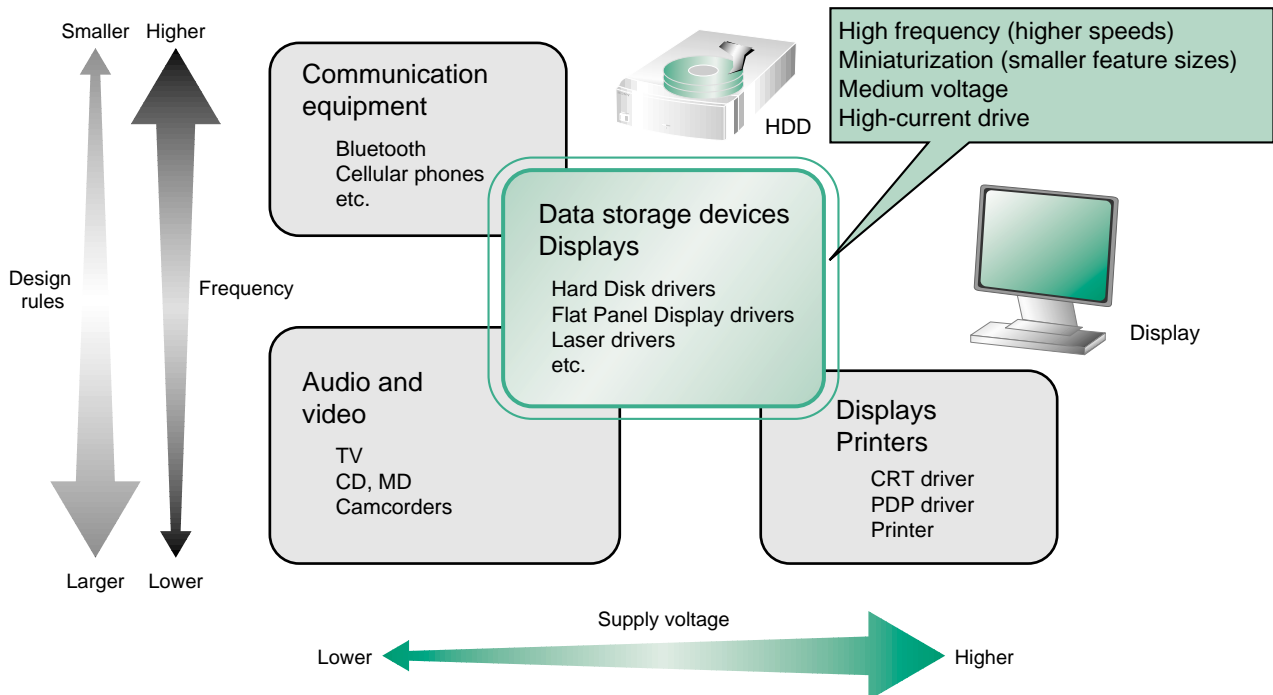 Smaller
Higher
Design
rules
Frequency
Larger
Lower
Communication
equipment
Bluetooth
Cellular phones
etc.
HDD
High frequency (higher speeds)
Miniaturization (smaller feature sizes)
Medium voltage
High-current drive
Data storage devices
Displays
Hard Disk drivers
Flat Panel Display drivers
Laser drivers
etc.
Display
Audio and
video
TV
CD, MD
Camcorders
Displays
Printers
CRT driver
PDP driver
Printer
Supply voltage
Lower
Higher